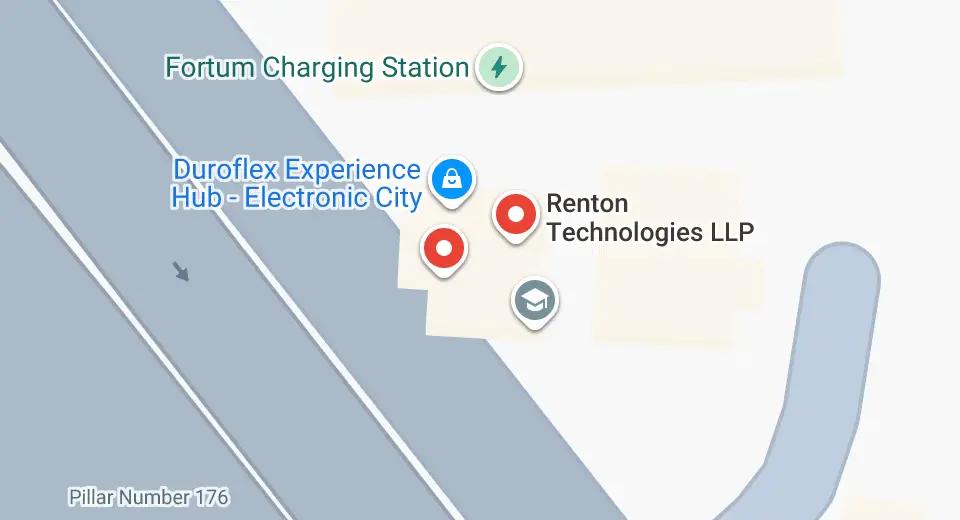 Fortum Charging Station
Duroflex Experience
Hub - Electronic City
Renton
Technologies LLP
Pillar Number 176